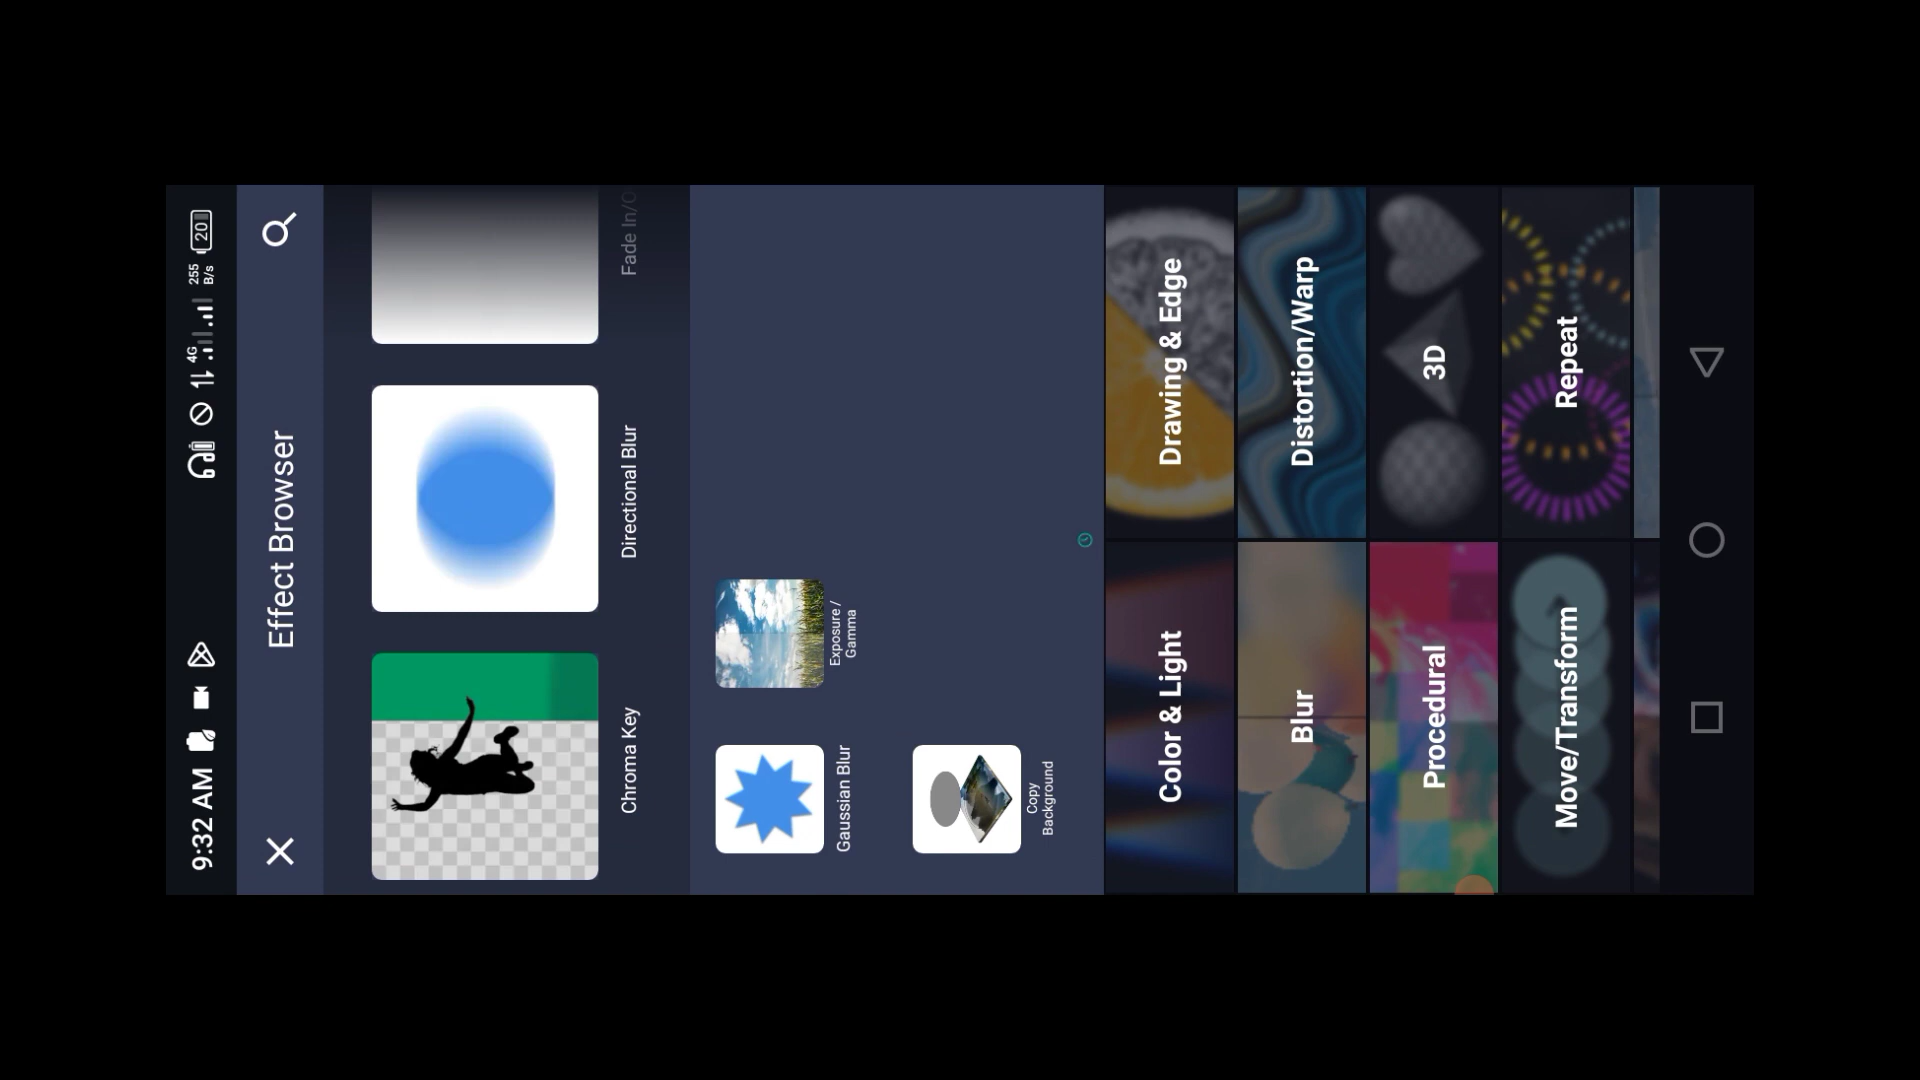 9:32 AM
4G
255
B/s
20
Effect Browser
Chroma Key
Directional Blur
Fade In/O
Gaussian Blur
Exposure /
Gamma
Copy
Background
Color & Light
Drawing & Edge
Blur
Distortion/Warp
Procedural
3D
Move/Transform
Repeat